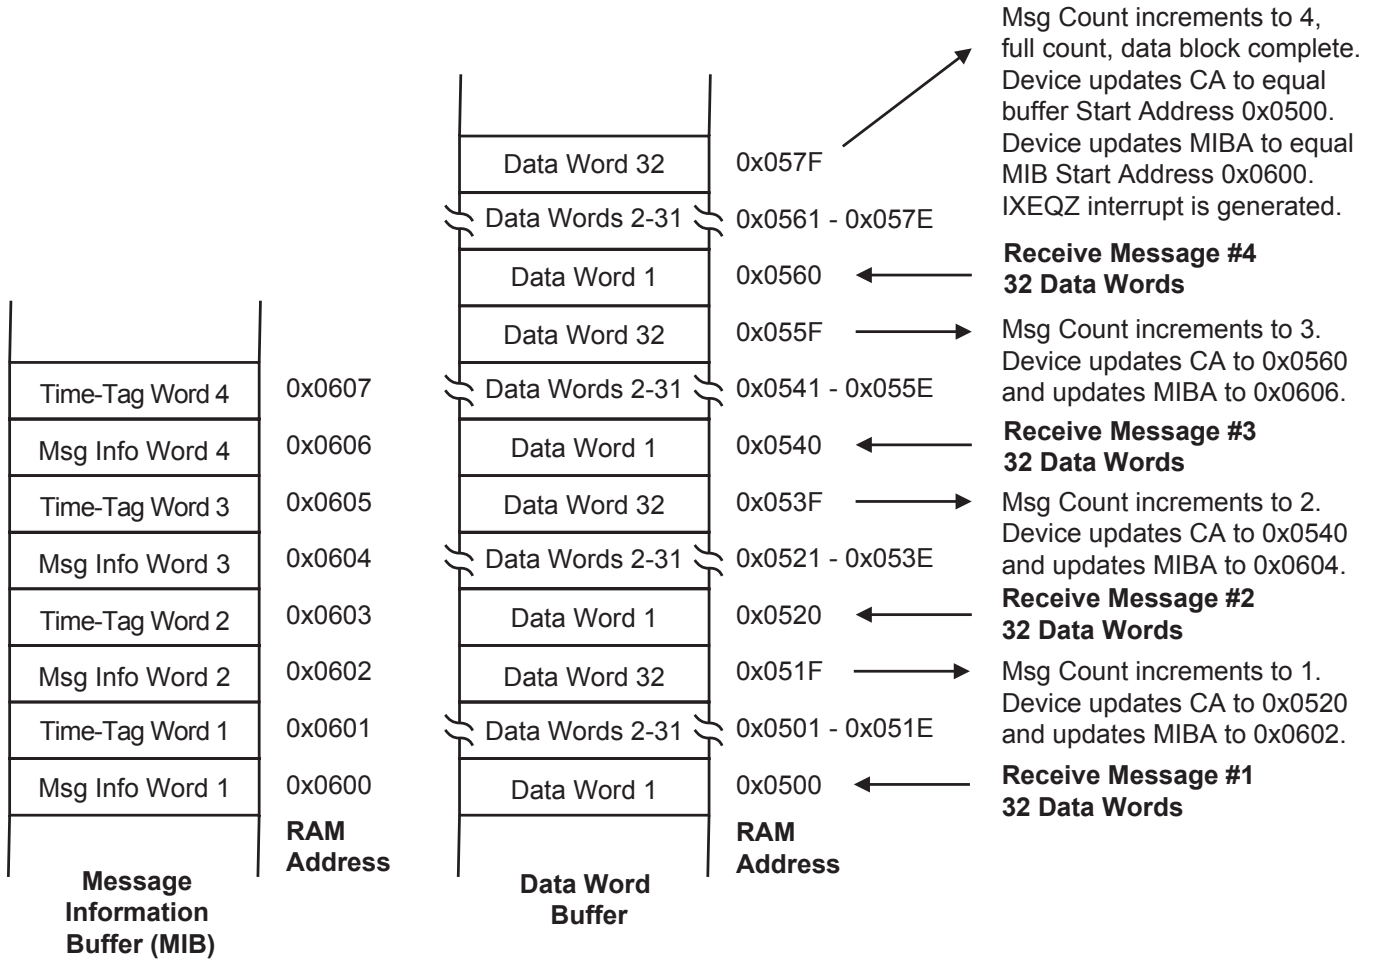 Msg Count increments to 4,
full count, data block complete.
Device updates CA to equal
buffer Start Address 0x0500.
Device updates MIBA to equal
MIB Start Address 0x0600.
IXEQZ interrupt is generated.
Data Word 32 0x057F
Data Words 2-31 0x0561 - 0x057E
Receive Message #4
32 Data Words
Data Word 1 0x0560
Data Word 32 0x055F
Msg Count increments to 3.
Device updates CA to 0x0560
and updates MIBA to 0x0606.
Time-Tag Word 4 0x0607 Data Words 2-31 0x0541 - 0x055E
Receive Message #3
32 Data Words
Msg Info Word 4 0x0606 Data Word 1 0x0540
Time-Tag Word 3 0x0605 Data Word 32 0x053F
Msg Count increments to 2.
Device updates CA to 0x0540
and updates MIBA to 0x0604.
Msg Info Word 3 0x0604 Data Words 2-31 0x0521 - 0x053E
Receive Message #2
32 Data Words
Time-Tag Word 2 0x0603 Data Word 1 0x0520
Msg Info Word 2 0x0602 Data Word 32 0x051F
Msg Count increments to 1.
Device updates CA to 0x0520
and updates MIBA to 0x0602.
Time-Tag Word 1 0x0601 Data Words 2-31 0x0501 - 0x051E
Receive Message #1
32 Data Words
Msg Info Word 1 0x0600 Data Word 1 0x0500
RAM
Address
RAM
Address
Message
Information
Buffer (MIB)
Data Word
Buffer